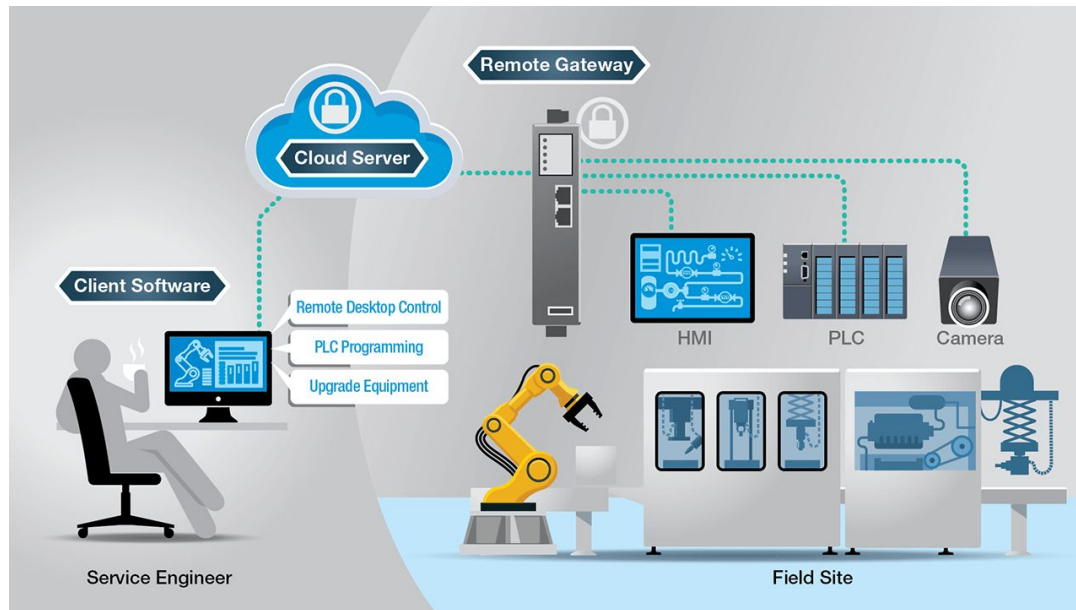 Remote Gateway
Cloud Server
Client Software
Remote Desktop Control
PLC Programming
Upgrade Equipment
HMI
PLC
Camera
Service Engineer
Field Site